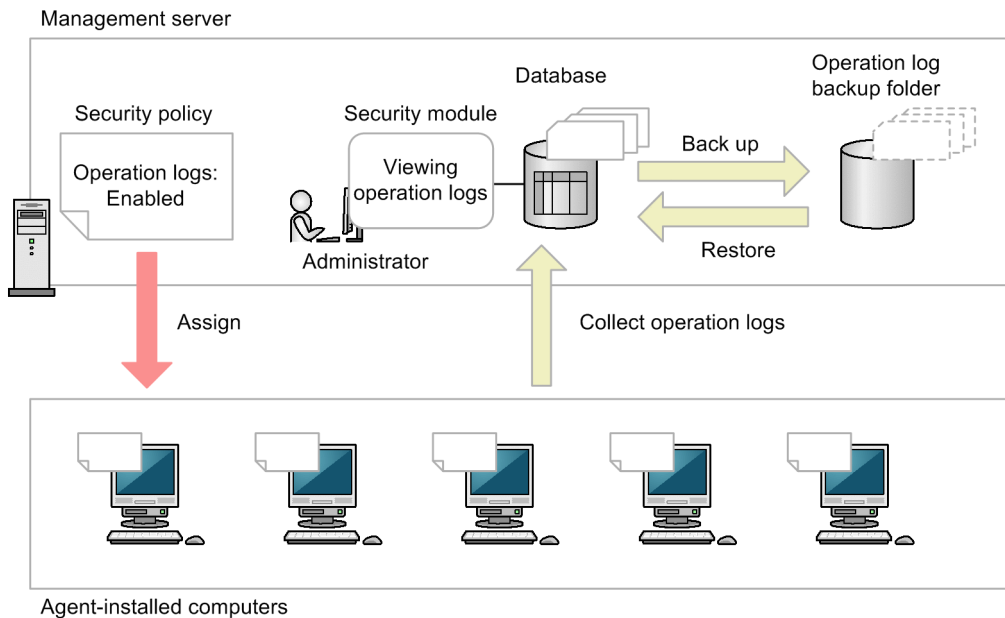 Management server
Security policy
Operation logs:
Enabled
Security module
Viewing
operation logs
Administrator
Database
Back up
Restore
Operation log
backup folder
Assign
Collect operation logs
Agent-installed computers